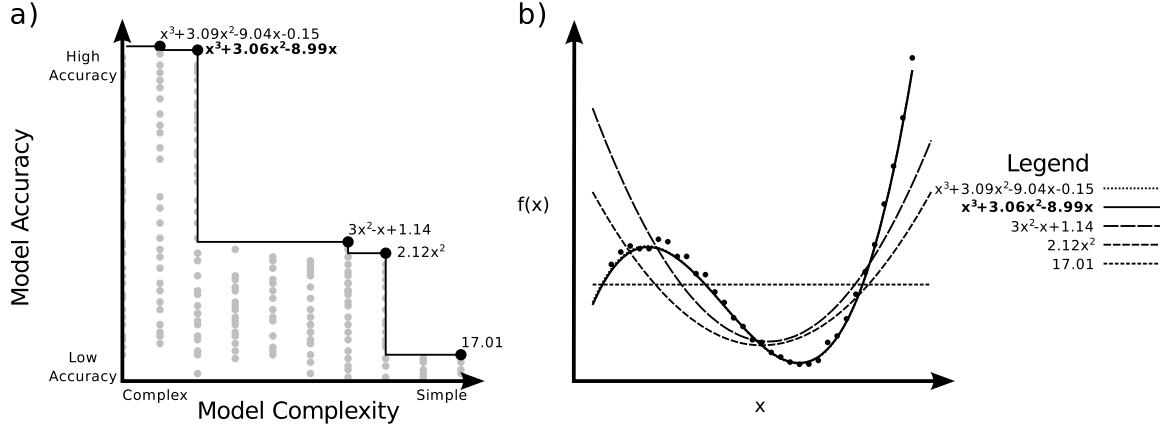 a)
x³+3.09x²-9.04x-0.15
x³+3.06x²-8.99x
High
Accuracy
Model Accuracy
3x²-x+1.14
2.12x²
17.01
Low
Accuracy
Complex
Simple
Model Complexity
b)
f(x)
x
Legend
x³+3.09x²-9.04x-0.15
x³+3.06x²-8.99x
3x²-x+1.14
2.12x²
17.01